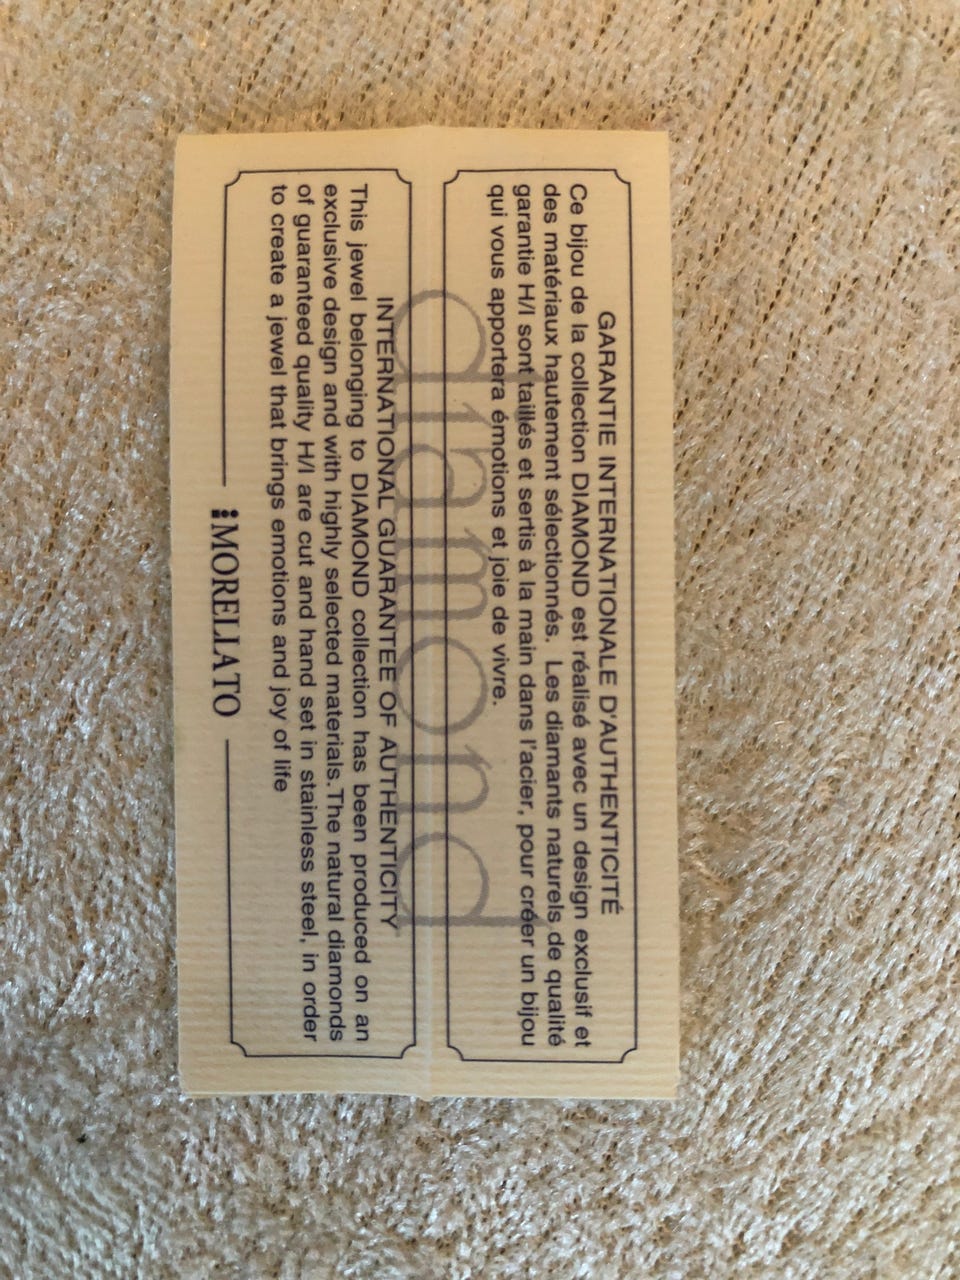 GARANTIE INTERNATIONALE D'AUTHENTICITÉ
Ce bijou de la collection DIAMOND est réalisé avec un design exclusif et
des matériaux hautement sélectionnés. Les diamants naturels de qualité
garantie H/I sont taillés et sertis à la main dans l'acier, pour créer un bijou
qui vous apportera émotions et joie de vivre.
diamond
INTERNATIONAL GUARANTEE OF AUTHENTICITY
This jewel belonging to DIAMOND collection has been produced on an
exclusive design and with highly selected materials. The natural diamonds
of guaranteed quality H/I are cut and hand set in stainless steel, in order
to create a jewel that brings emotions and joy of life
MORELLATO